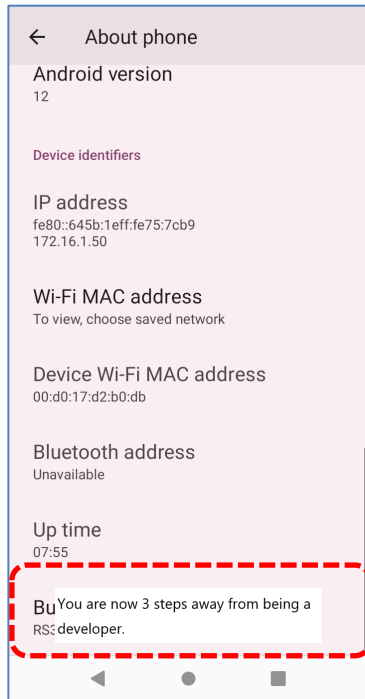 About phone
Android version
12
Device identifiers
IP address
fe80::645b:1eff:fe75:7cb9
172.16.1.50
Wi-Fi MAC address
To view, choose saved network
Device Wi-Fi MAC address
00:d0:17:d2:b0:db
Bluetooth address
Unavailable
Up time
07:55
You are now 3 steps away from being a
developer.